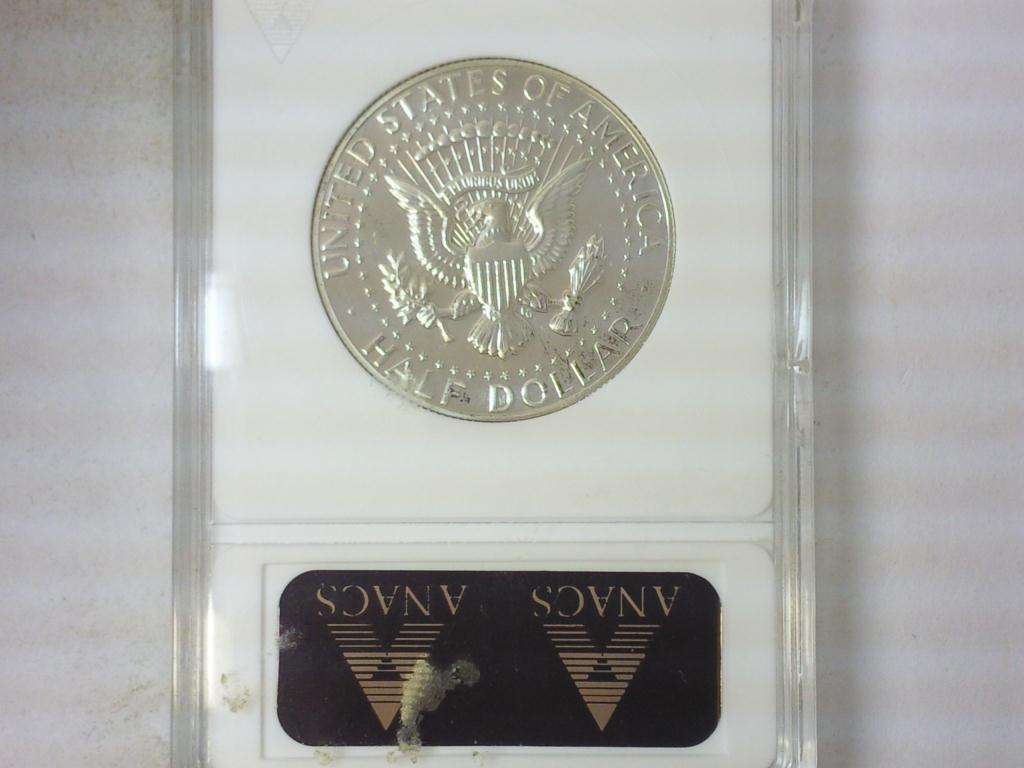 UNITED STATES OF AMERICA
PLURIBUS UNUM
HALF DOLLAR
ANACS ANACS